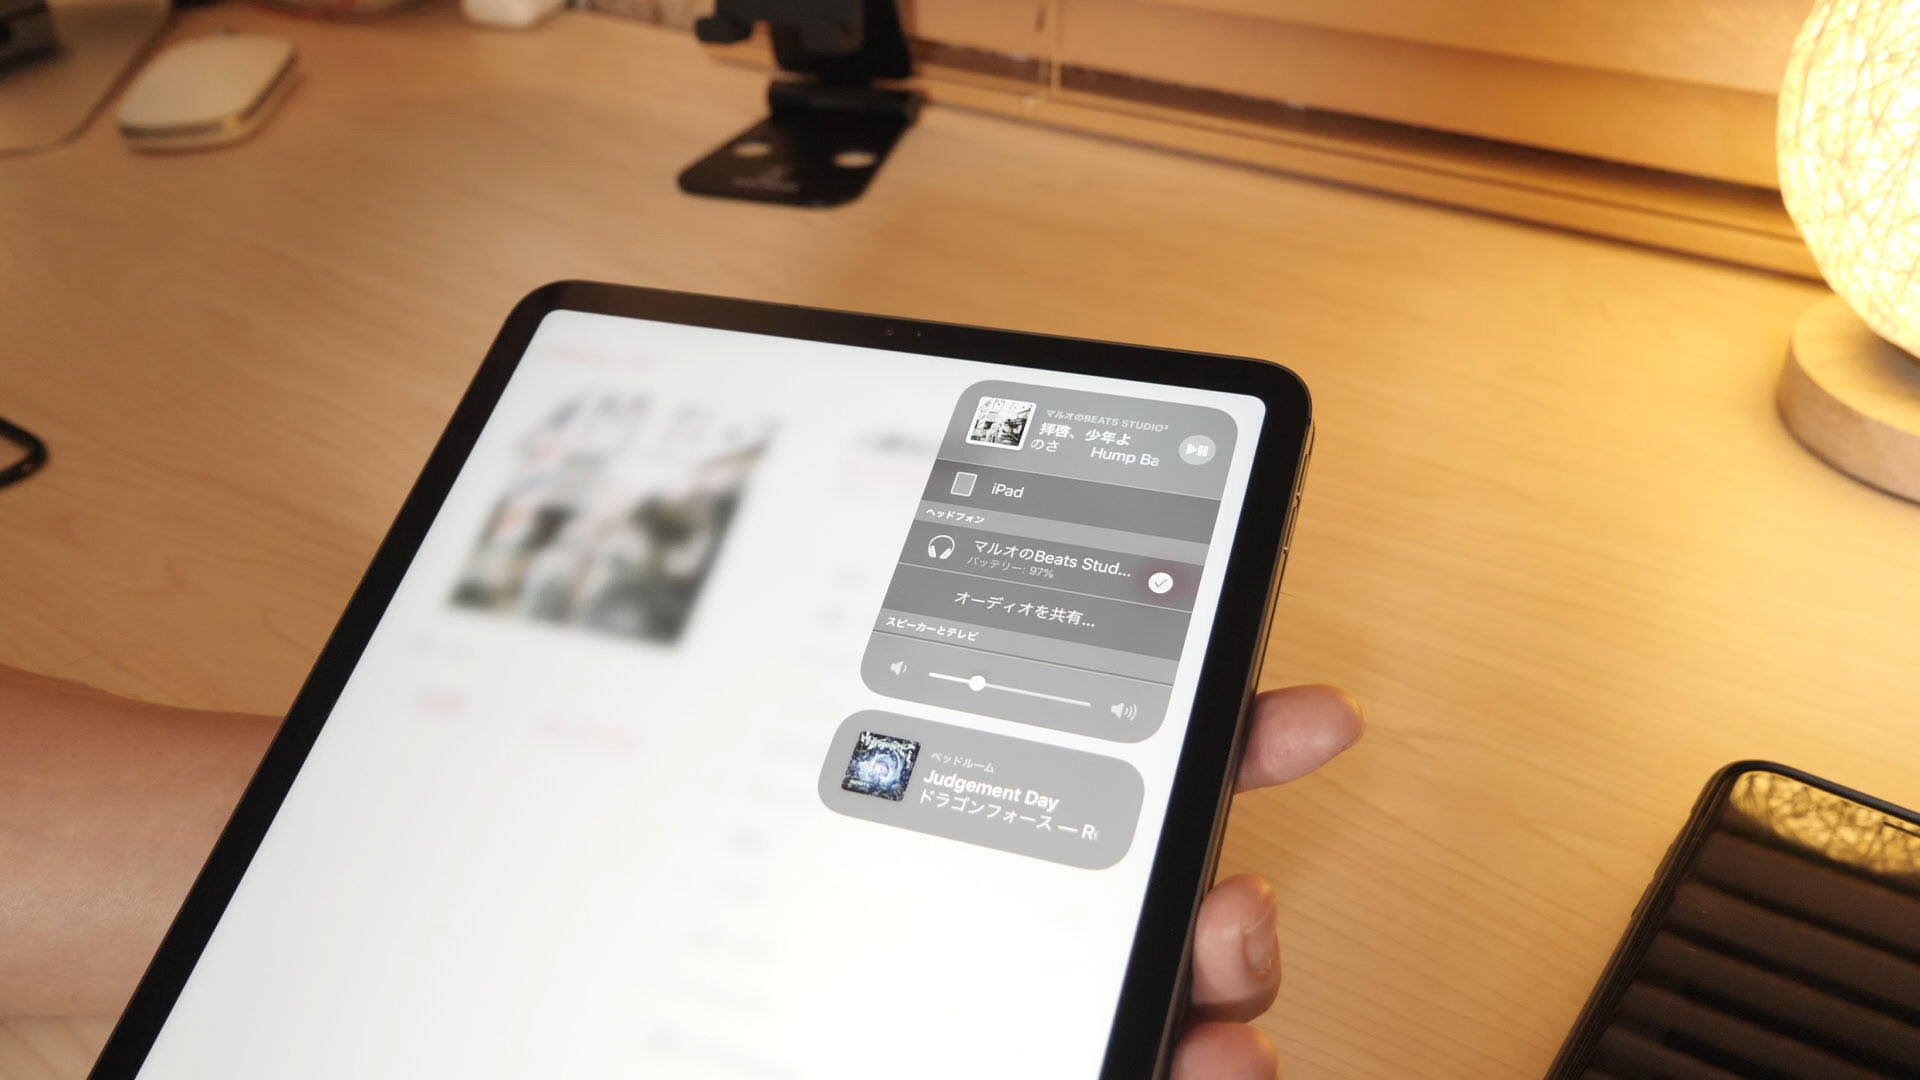 マルオのBEATS STUDIO³
拝啓、少年よ
のさ Hump Ba
iPad
ヘッドフォン
マルオのBeats Stud...
バッテリー: 97%
オーディオを共有...
スピーカーとテレビ
ベッドルーム
Judgement Day
ドラゴンフォース — Re